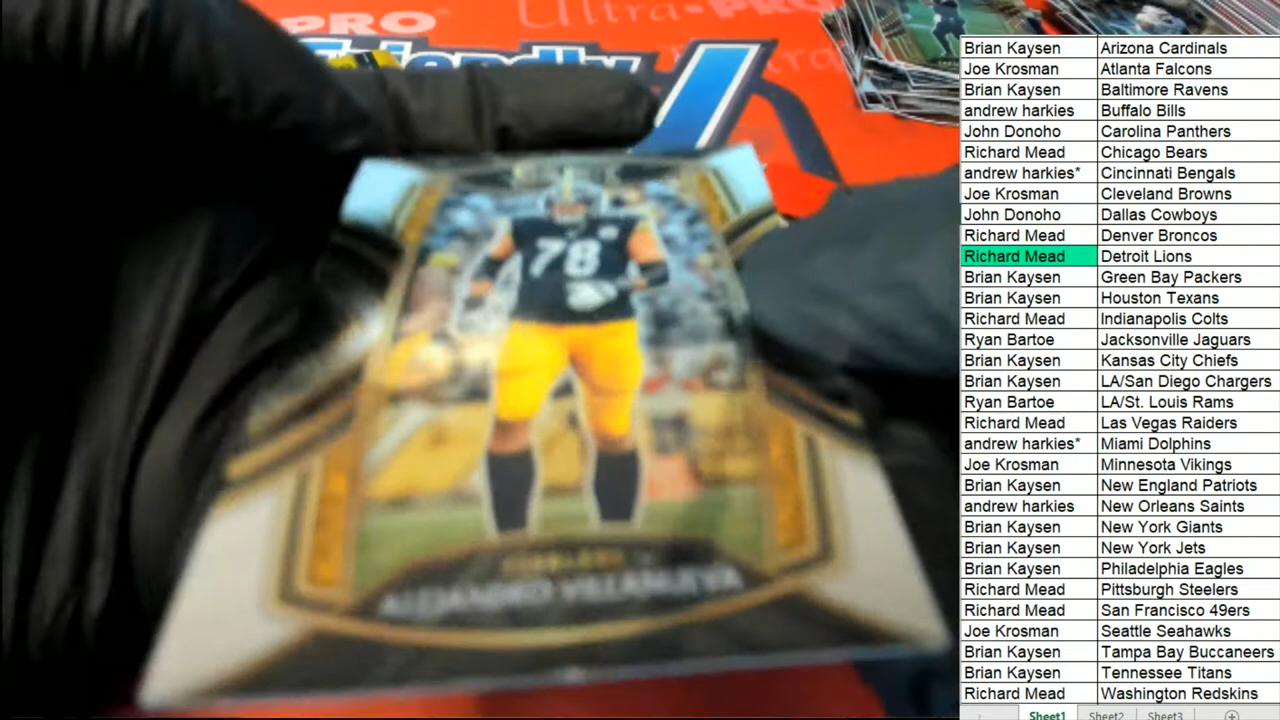 PRO
Ultra·PRO
Friendly
78
ALEJANDRO VILLANUEVA
Brian Kaysen Arizona Cardinals
Joe Krosman Atlanta Falcons
Brian Kaysen Baltimore Ravens
andrew harkies Buffalo Bills
John Donoho Carolina Panthers
Richard Mead Chicago Bears
andrew harkies* Cincinnati Bengals
Joe Krosman Cleveland Browns
John Donoho Dallas Cowboys
Richard Mead Denver Broncos
Richard Mead Detroit Lions
Brian Kaysen Green Bay Packers
Brian Kaysen Houston Texans
Richard Mead Indianapolis Colts
Ryan Bartoe Jacksonville Jaguars
Brian Kaysen Kansas City Chiefs
Brian Kaysen LA/San Diego Chargers
Ryan Bartoe LA/St. Louis Rams
Richard Mead Las Vegas Raiders
andrew harkies* Miami Dolphins
Joe Krosman Minnesota Vikings
Brian Kaysen New England Patriots
andrew harkies New Orleans Saints
Brian Kaysen New York Giants
Brian Kaysen New York Jets
Brian Kaysen Philadelphia Eagles
Richard Mead Pittsburgh Steelers
Richard Mead San Francisco 49ers
Joe Krosman Seattle Seahawks
Brian Kaysen Tampa Bay Buccaneers
Brian Kaysen Tennessee Titans
Richard Mead Washington Redskins
Sheet1 Sheet2 Sheet3